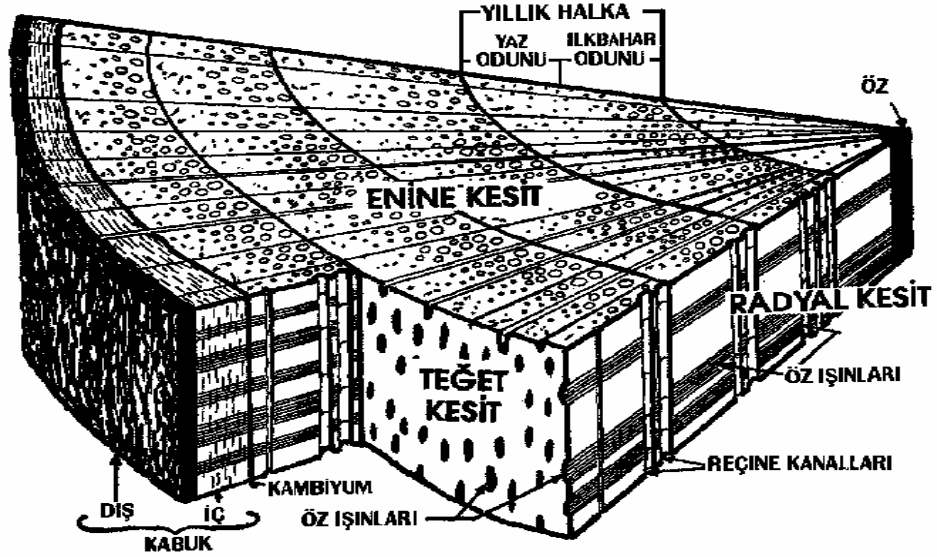 YILLIK HALKA
YAZ
ODUNU
İLKBAHAR
ODUNU
ÖZ
ENİNE KESİT
RADYAL KESİT
TEĞET
KESİT
ÖZ IŞINLARI
REÇİNE KANALLARI
KAMBİYUM
DIŞ
İÇ
ÖZ IŞINLARI
KABUK